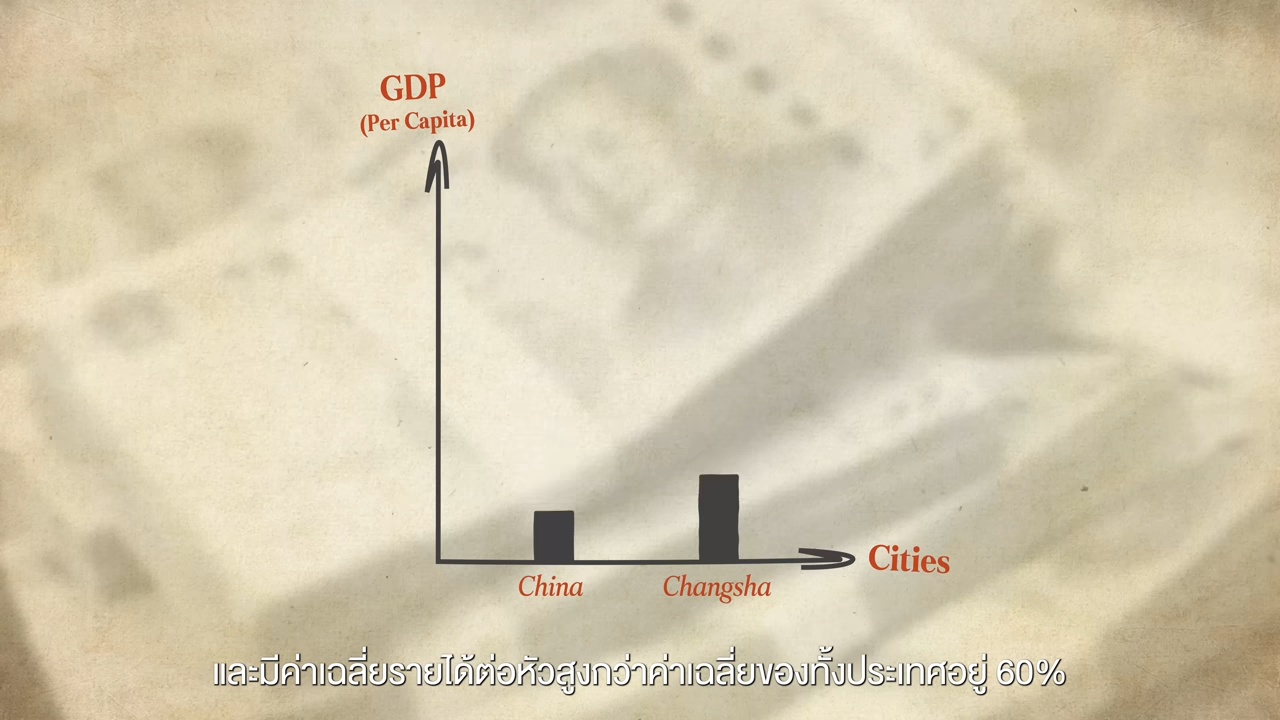 GDP
(Per Capita)
Cities
China
Changsha
และมีค่าเฉลี่ยรายได้ต่อหัวสูงกว่าค่าเฉลี่ยของทั้งประเทศอยู่ 60%